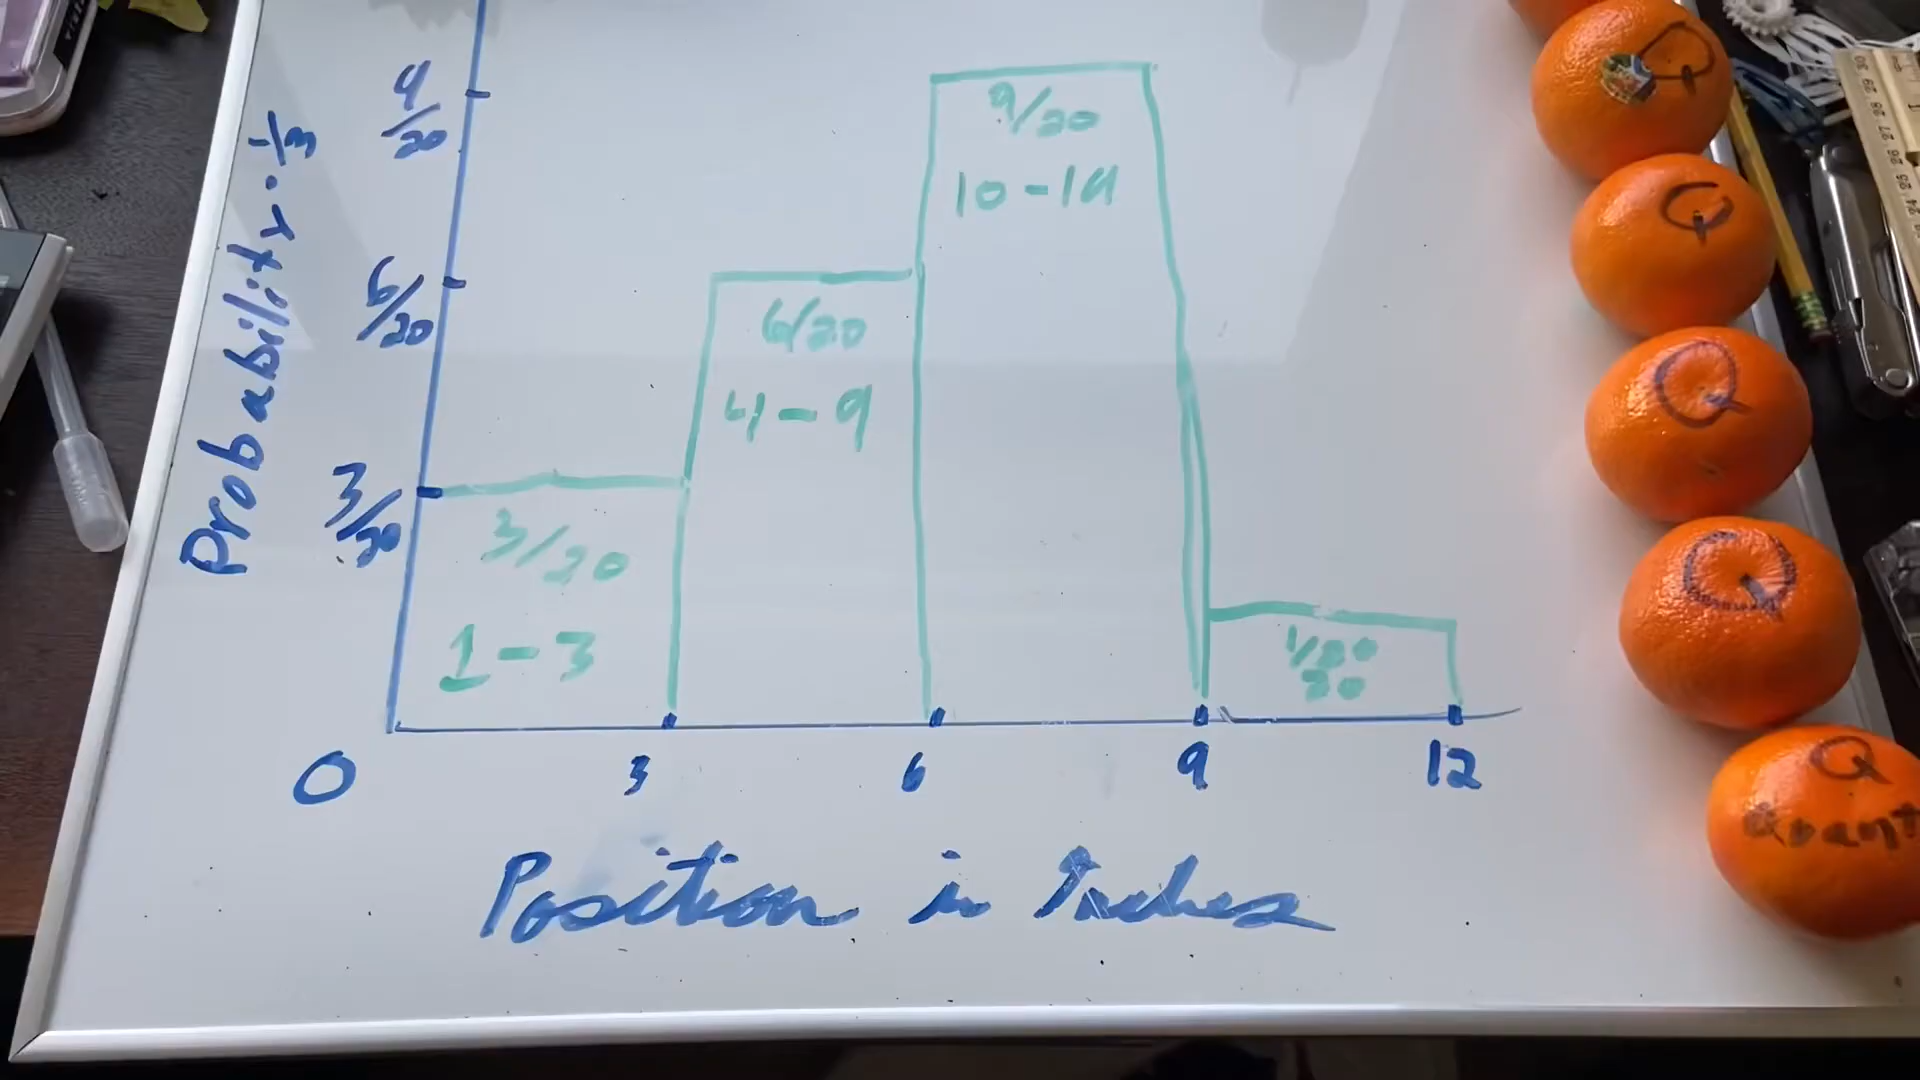 Probability · 1/3
9/20
6/20
3/20
9/20
10-19
6/20
4-9
3/20
1-3
1/20
20
0 3 6 9 12
Position in Inches
Q
Q
Q
Q
Q